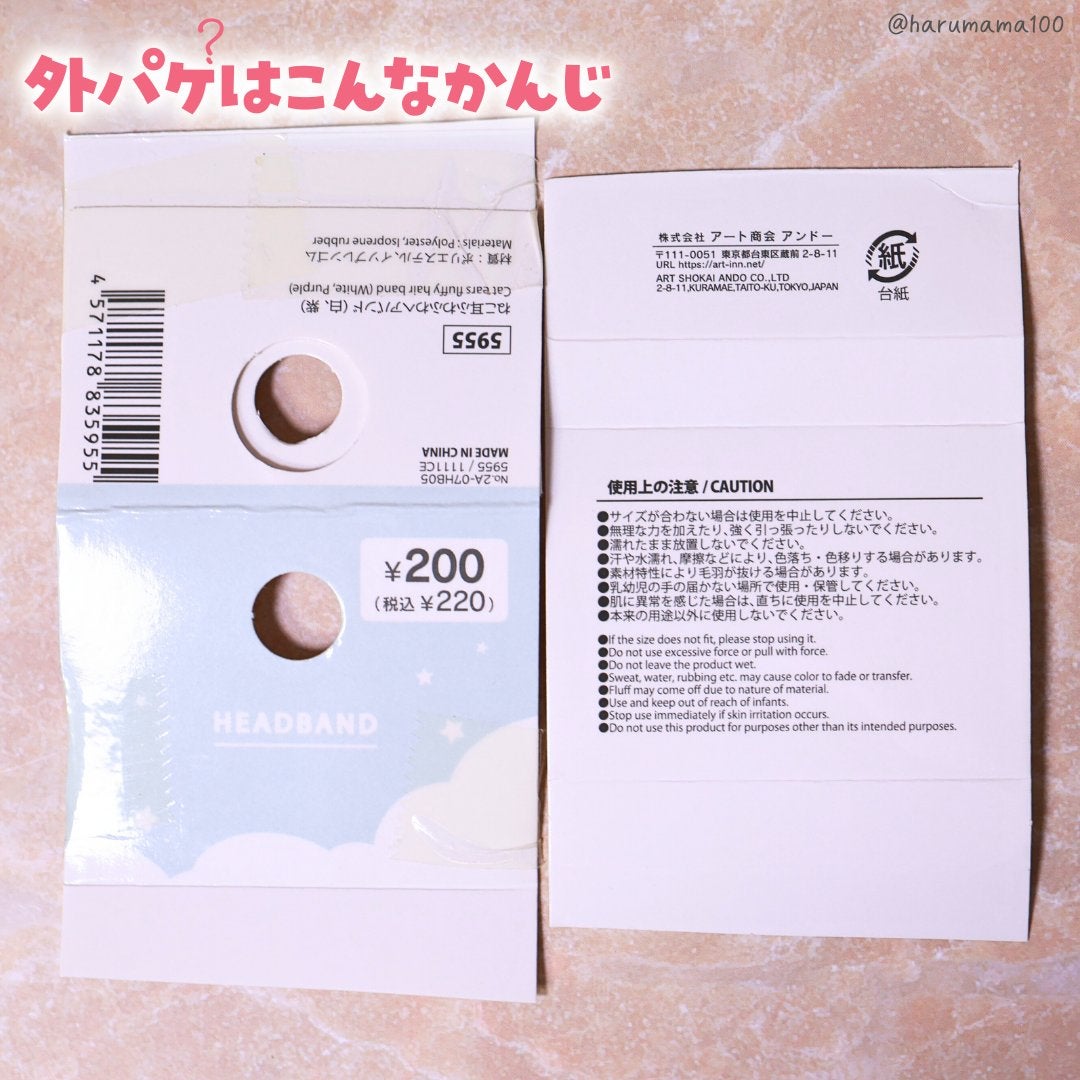 @harumama100
?
外パケはこんなかんじ
材質：ポリエステル、イソプレンゴム
Materials : Polyester, Isoprene rubber
ねこ耳ふわふわヘアバンド (白、紫)
Cat ears fluffy hair band (White, Purple)
5955
4 571178 835955
No.2A-07HB05
5955 / 1111CE
MADE IN CHINA
¥200
(税込 ¥220)
HEADBAND
株式会社 アート商会 アンドー
〒111-0051 東京都台東区蔵前 2-8-11
URL https://art-inn.net/
ART SHOKAI ANDO CO.,LTD
2-8-11,KURAMAE,TAITO-KU,TOKYO,JAPAN
紙
台紙
使用上の注意 / CAUTION
●サイズが合わない場合は使用を中止してください。
●無理な力を加えたり、強く引っ張ったりしないでください。
●濡れたまま放置しないでください。
●汗や水濡れ、摩擦などにより、色落ち・色移りする場合があります。
●素材特性により毛羽が抜ける場合があります。
●乳幼児の手の届かない場所で使用・保管してください。
●肌に異常を感じた場合は、直ちに使用を中止してください。
●本来の用途以外に使用しないでください。
●If the size does not fit, please stop using it.
●Do not use excessive force or pull with force.
●Do not leave the product wet.
●Sweat, water, rubbing etc. may cause color to fade or transfer.
●Fluff may come off due to nature of material.
●Use and keep out of reach of infants.
●Stop use immediately if skin irritation occurs.
●Do not use this product for purposes other than its intended purposes.